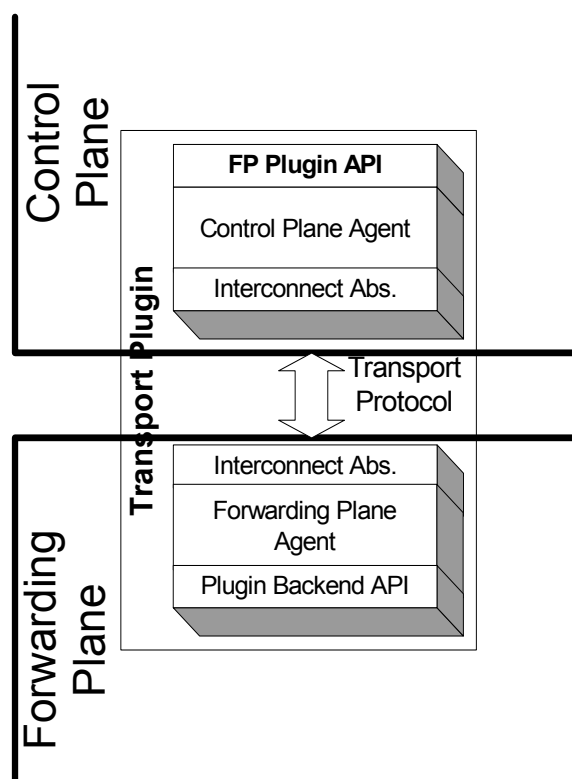 Control
Plane
FP Plugin API
Control Plane Agent
Interconnect Abs.
Transport Plugin
Transport
Protocol
Interconnect Abs.
Forwarding Plane
Agent
Plugin Backend API
Forwarding
Plane